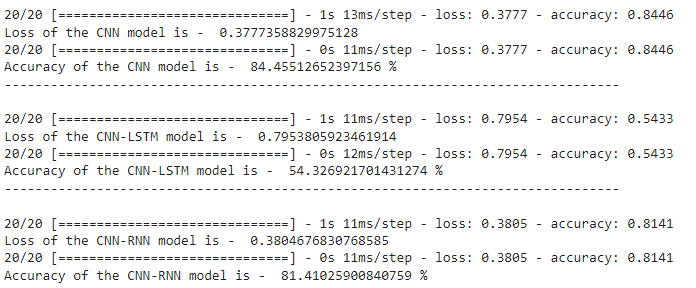 20/20 [==============================] - 1s 13ms/step - loss: 0.3777 - accuracy: 0.8446
Loss of the CNN model is -  0.3777358829975128
20/20 [==============================] - 0s 11ms/step - loss: 0.3777 - accuracy: 0.8446
Accuracy of the CNN model is -  84.45512652397156 %
--------------------------------------------------------------------------------
20/20 [==============================] - 1s 11ms/step - loss: 0.7954 - accuracy: 0.5433
Loss of the CNN-LSTM model is -  0.7953805923461914
20/20 [==============================] - 0s 12ms/step - loss: 0.7954 - accuracy: 0.5433
Accuracy of the CNN-LSTM model is -  54.326921701431274 %
--------------------------------------------------------------------------------
20/20 [==============================] - 1s 11ms/step - loss: 0.3805 - accuracy: 0.8141
Loss of the CNN-RNN model is -  0.3804676830768585
20/20 [==============================] - 0s 11ms/step - loss: 0.3805 - accuracy: 0.8141
Accuracy of the CNN-RNN model is -  81.41025900840759 %